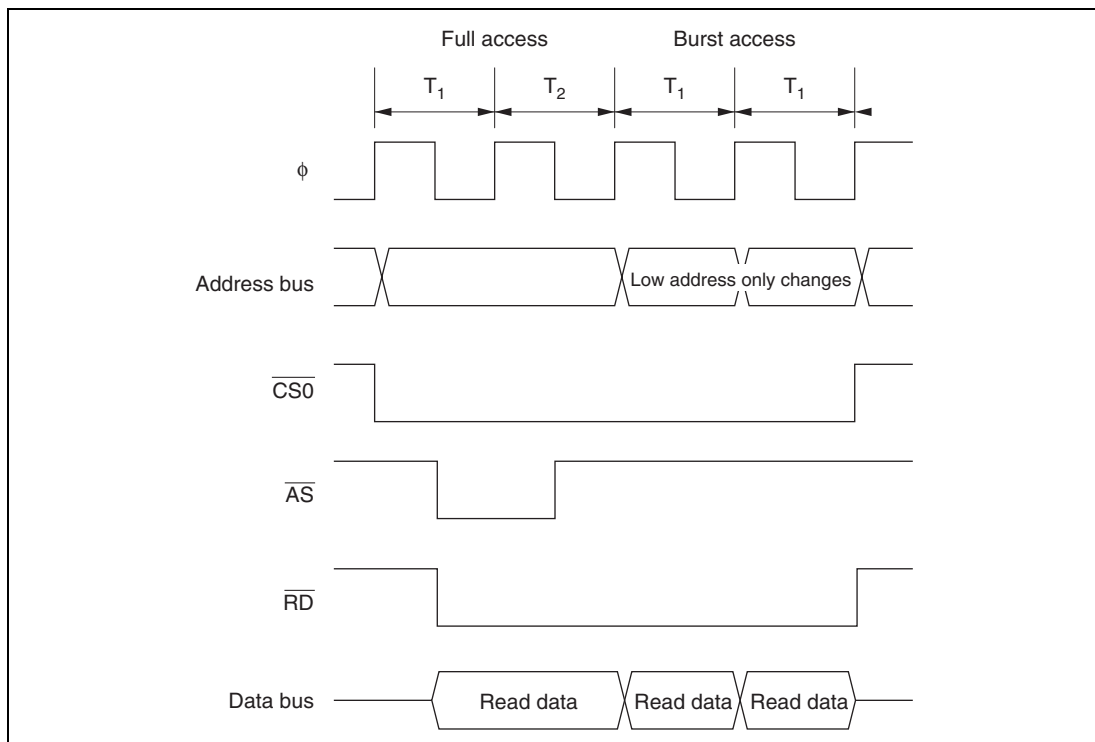 Full access Burst access
T1 T2 T1 T1
ϕ
Address bus Low address only changes
CS0
AS
RD
Data bus Read data Read data Read data